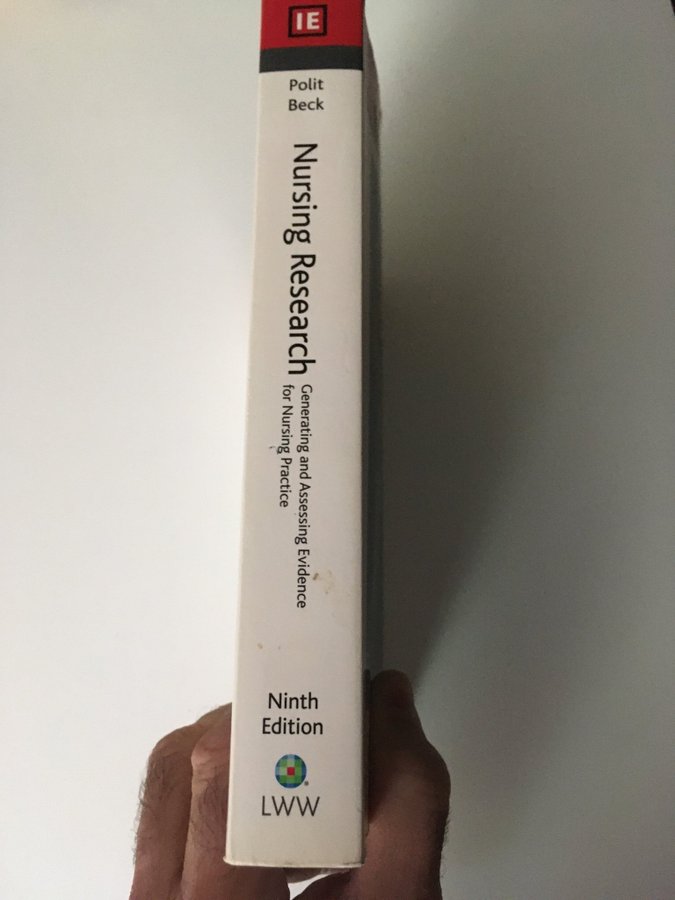 IE
Polit
Beck
Nursing Research
Generating and Assessing Evidence
for Nursing Practice
Ninth
Edition
LWW